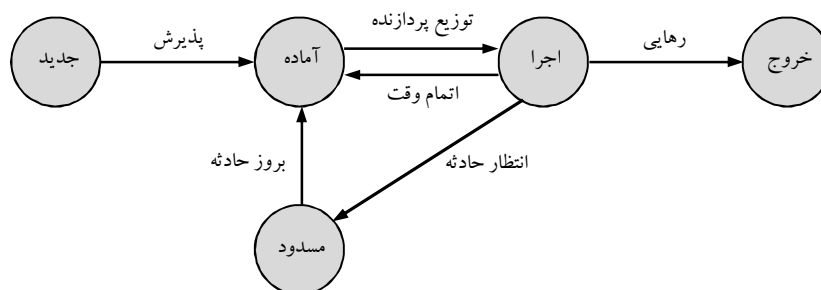 جدید
پذیرش
آماده
توزیع پردازنده
اتمام وقت
اجرا
رهایی
خروج
بروز حادثه
انتظار حادثه
مسدود